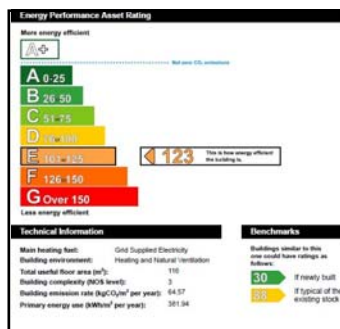 Energy Performance Asset Rating
More energy efficient
A+
Net zero CO₂ emissions
A 0-25
B 26-50
C 51-75
D 76-100
E 101-125
123
This is how energy efficient
the building is.
F 126-150
G Over 150
Less energy efficient
Technical Information
Main heating fuel: Grid Supplied Electricity
Building environment: Heating and Natural Ventilation
Total useful floor area (m²): 116
Building complexity (NOS level): 3
Building emission rate (kgCO₂/m² per year): 64.57
Primary energy use (kWh/m² per year): 381.94
Benchmarks
Buildings similar to this
one could have ratings as
follows:
30 If newly built
If typical of the
existing stock